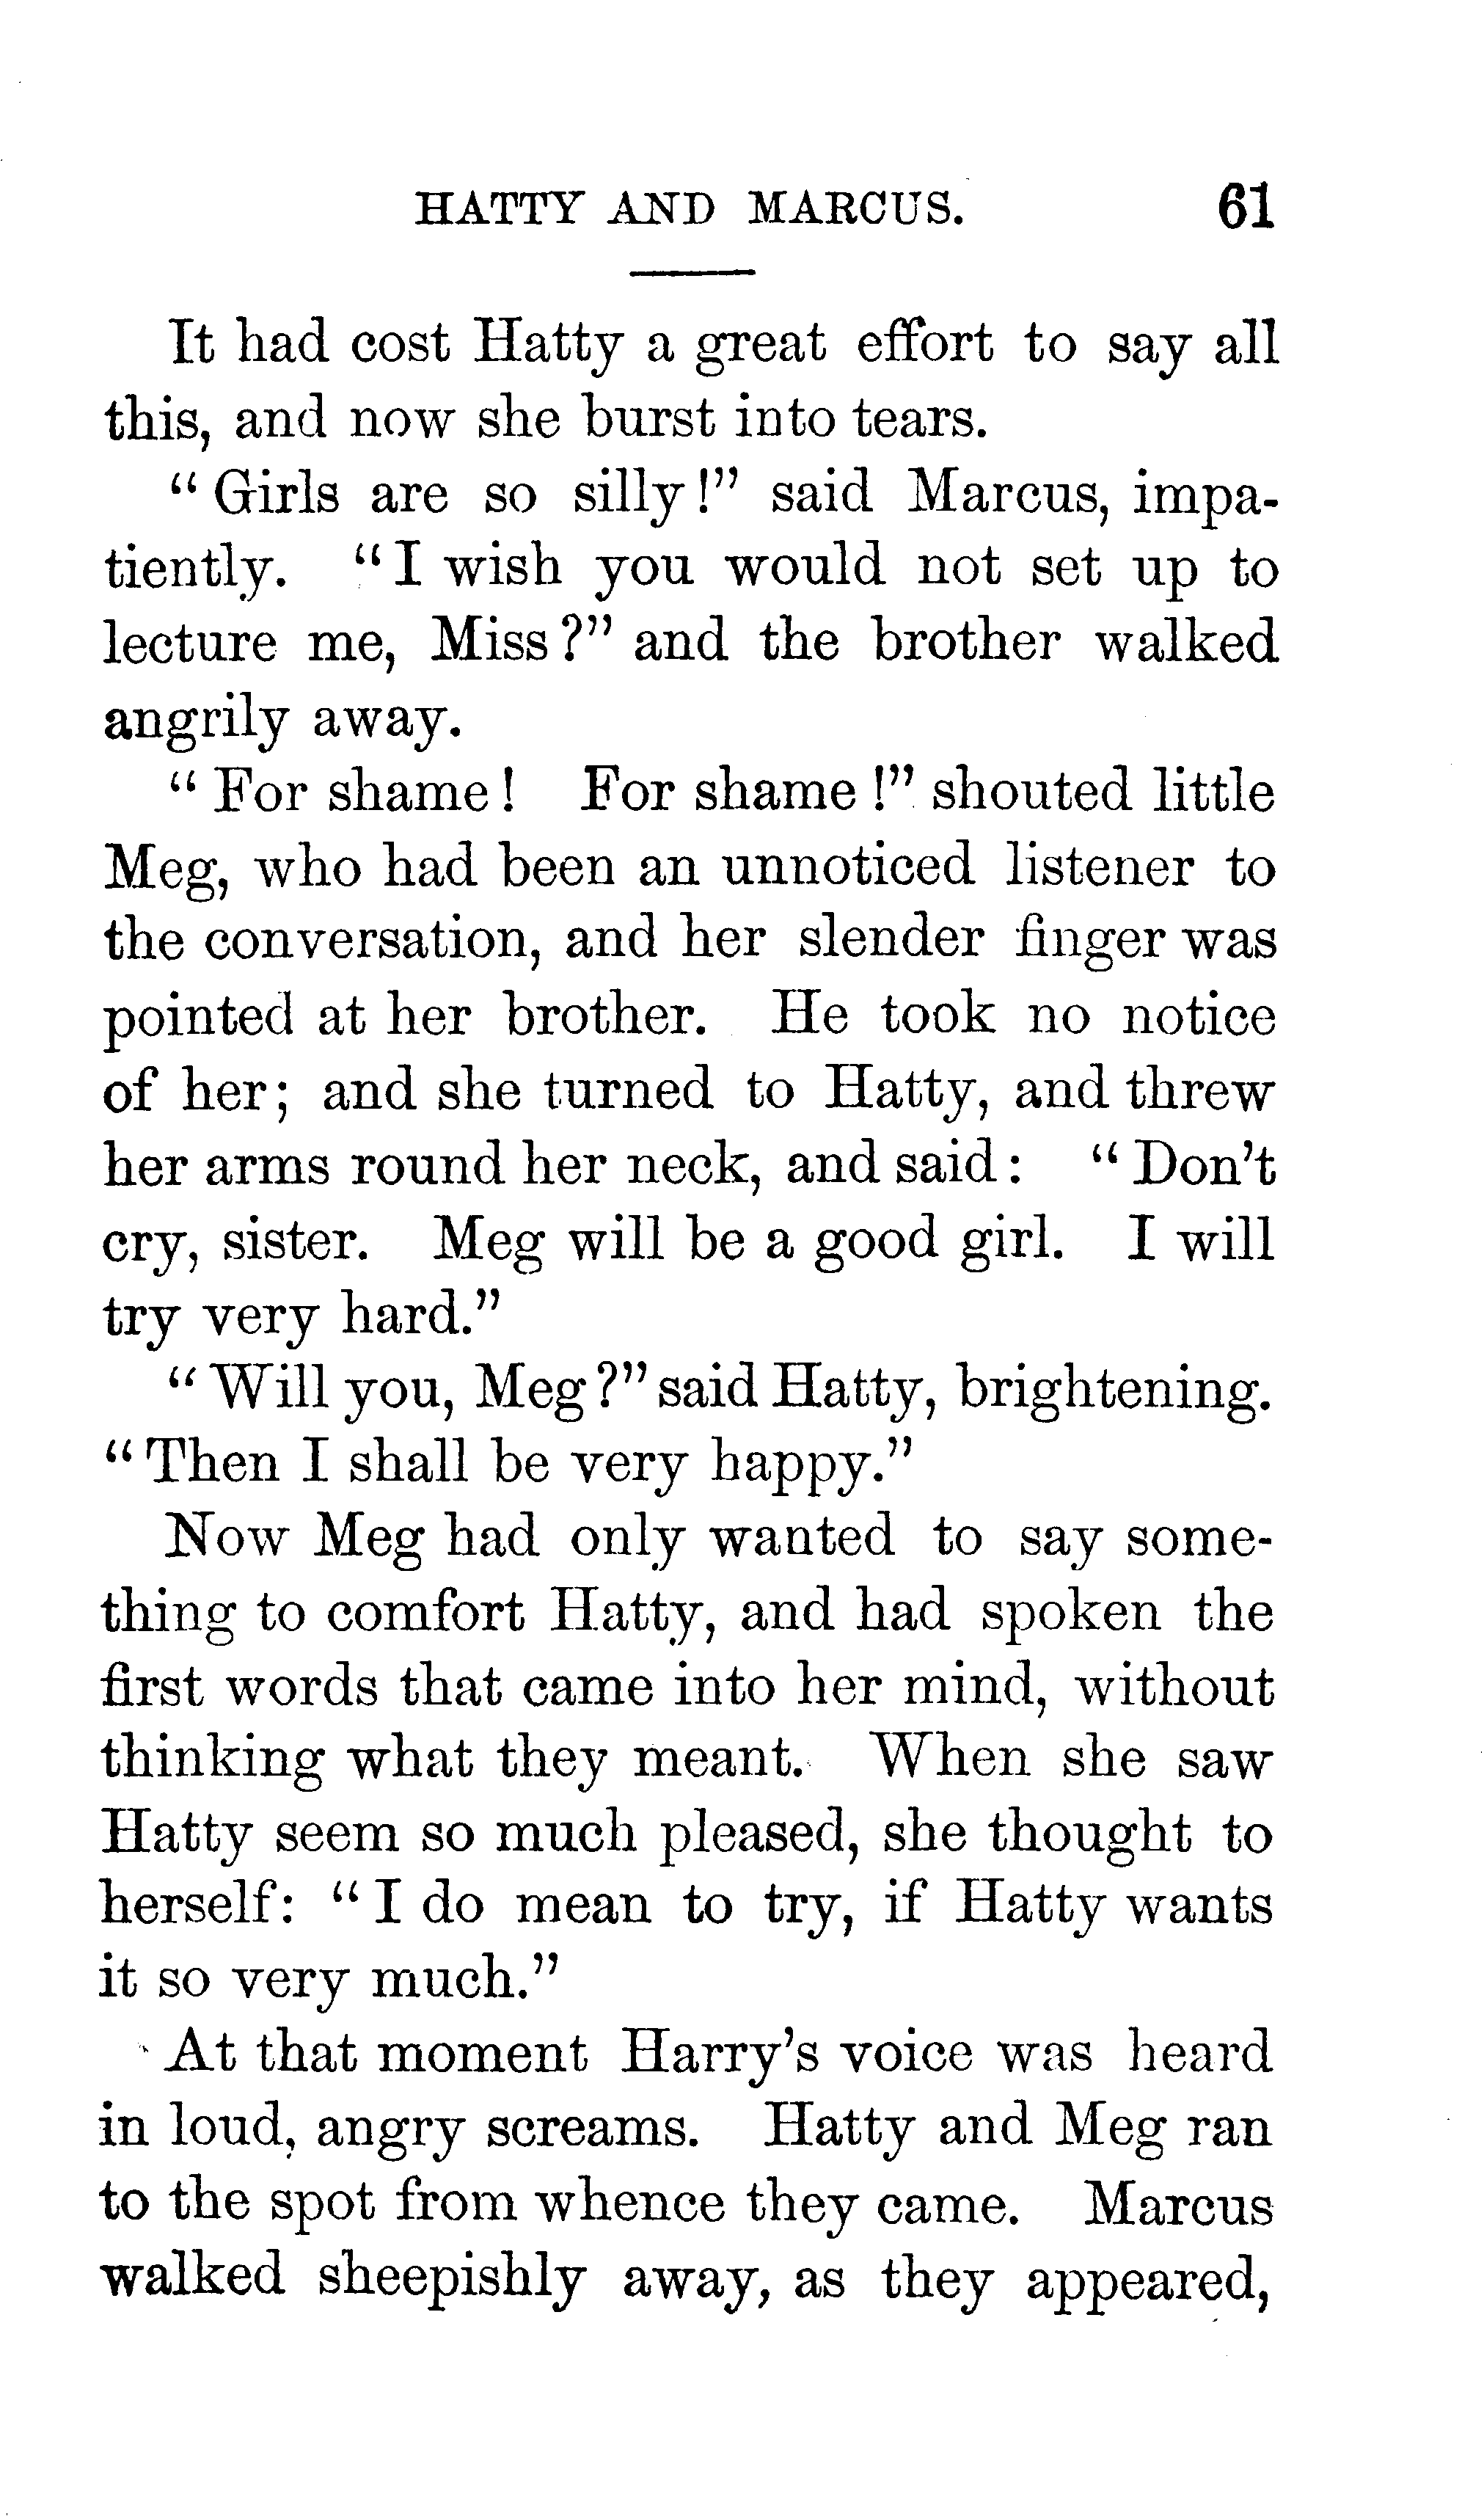 HATTY AND MARCUS. 61
It had cost Hatty a great effort to say all
this, and now she burst into tears.
“Girls are so silly!” said Marcus, impa-
tiently. “I wish you would not set up to
lecture me, Miss?” and the brother walked
angrily away.
“For shame! For shame!” shouted little
Meg, who had been an unnoticed listener to
the conversation, and her slender finger was
pointed at her brother. He took no notice
of her; and she turned to Hatty, and threw
her arms round her neck, and said: “Don't
cry, sister. Meg will be a good girl. I will
try very hard.”
“Will you, Meg?” said Hatty, brightening.
“Then I shall be very happy.”
Now Meg had only wanted to say some-
thing to comfort Hatty, and had spoken the
first words that came into her mind, without
thinking what they meant. When she saw
Hatty seem so much pleased, she thought to
herself: “I do mean to try, if Hatty wants
it so very much.”
At that moment Harry's voice was heard
in loud, angry screams. Hatty and Meg ran
to the spot from whence they came. Marcus
walked sheepishly away, as they appeared,